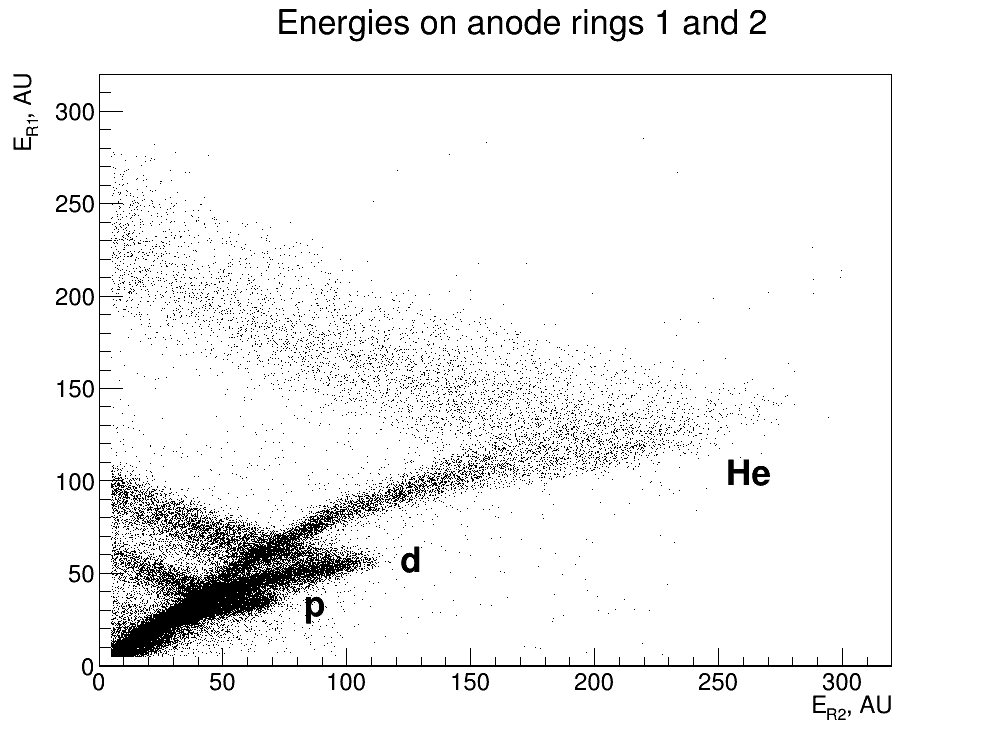 Energies on anode rings 1 and 2
E_R1, AU
300
250
200
150
100
50
0
He
d
p
0 50 100 150 200 250 300
E_R2, AU